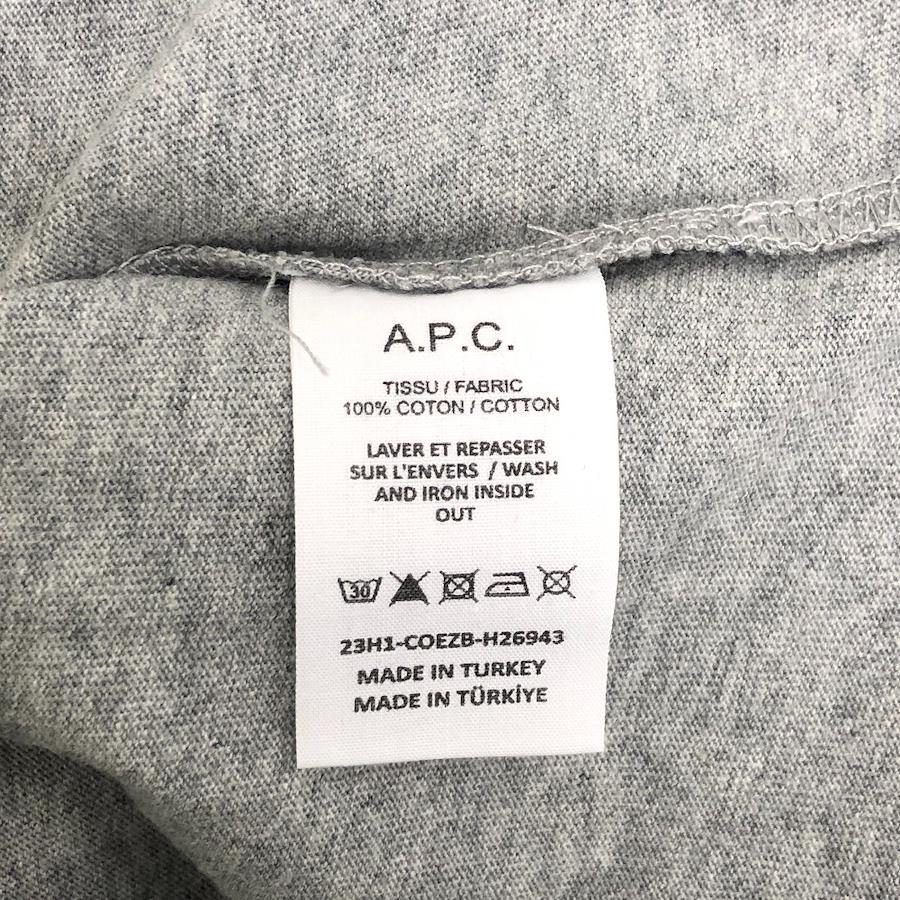 A.P.C.
TISSU / FABRIC
100% COTON / COTTON
LAVER ET REPASSER
SUR L'ENVERS / WASH
AND IRON INSIDE
OUT
30
23H1-COEZB-H26943
MADE IN TURKEY
MADE IN TÜRKİYE